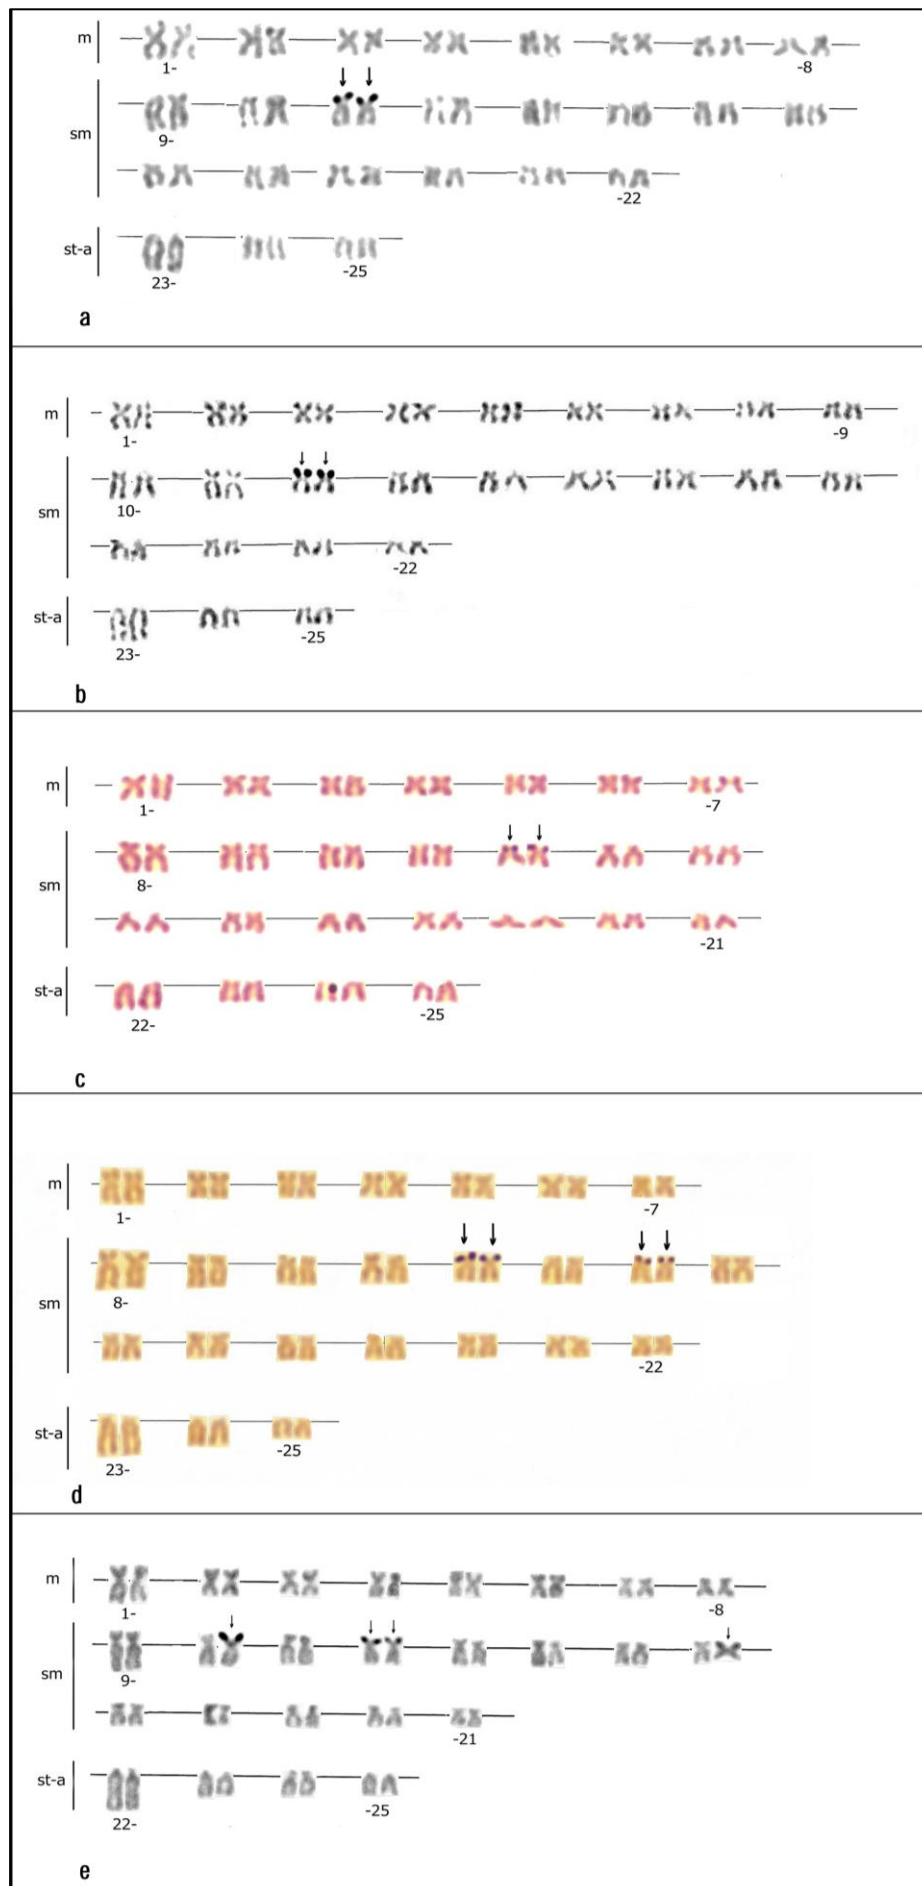 m
1- -8
sm
9-
-22
st-a
23- -25
a
m
1- -9
sm
10-
-22
st-a
23- -25
b
m
1- -7
sm
8-
-21
st-a
22- -25
c
m
1- -7
sm
8-
-22
st-a
23- -25
d
m
1- -8
sm
9-
-21
st-a
22- -25
e